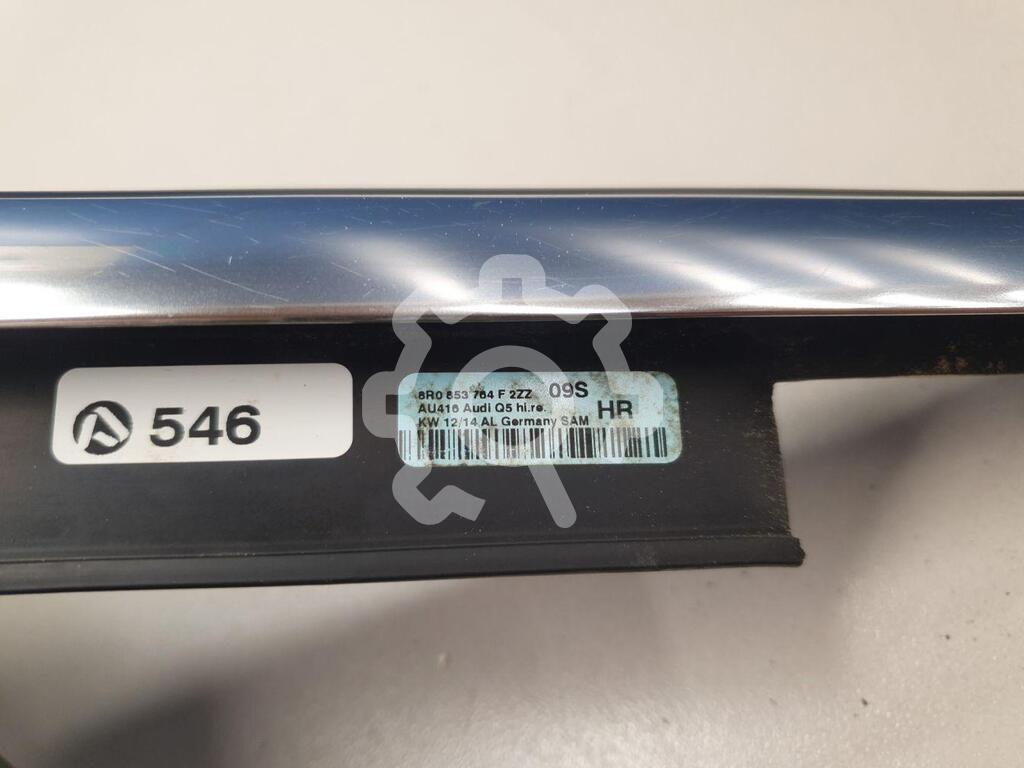 546
8R0 853 764 F 2ZZ 09S
AU416 Audi Q5 hi.re.
HR
KW 12/14 AL Germany SAM